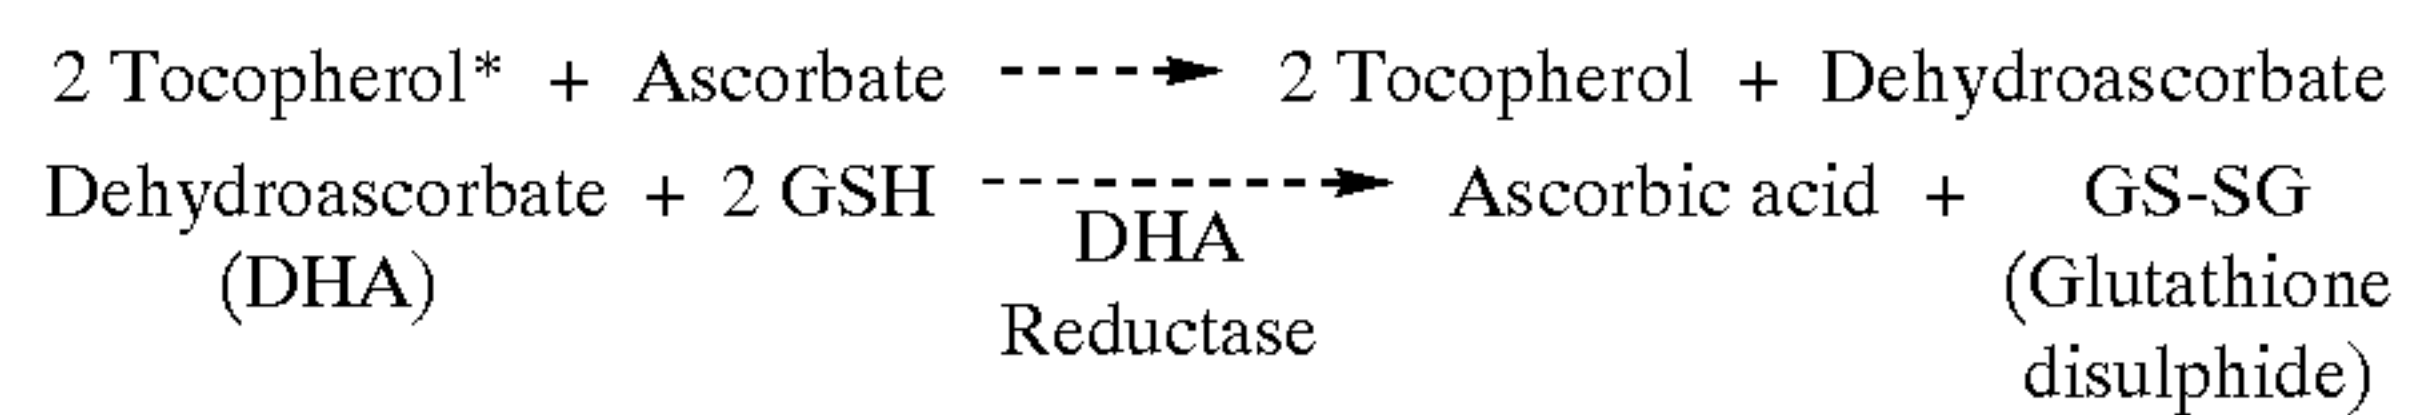 2 Tocopherol* + Ascorbate ----► 2 Tocopherol + Dehydroascorbate
Dehydroascorbate + 2 GSH --------► Ascorbic acid + GS-SG
(DHA) DHA (Glutathione
Reductase disulphide)